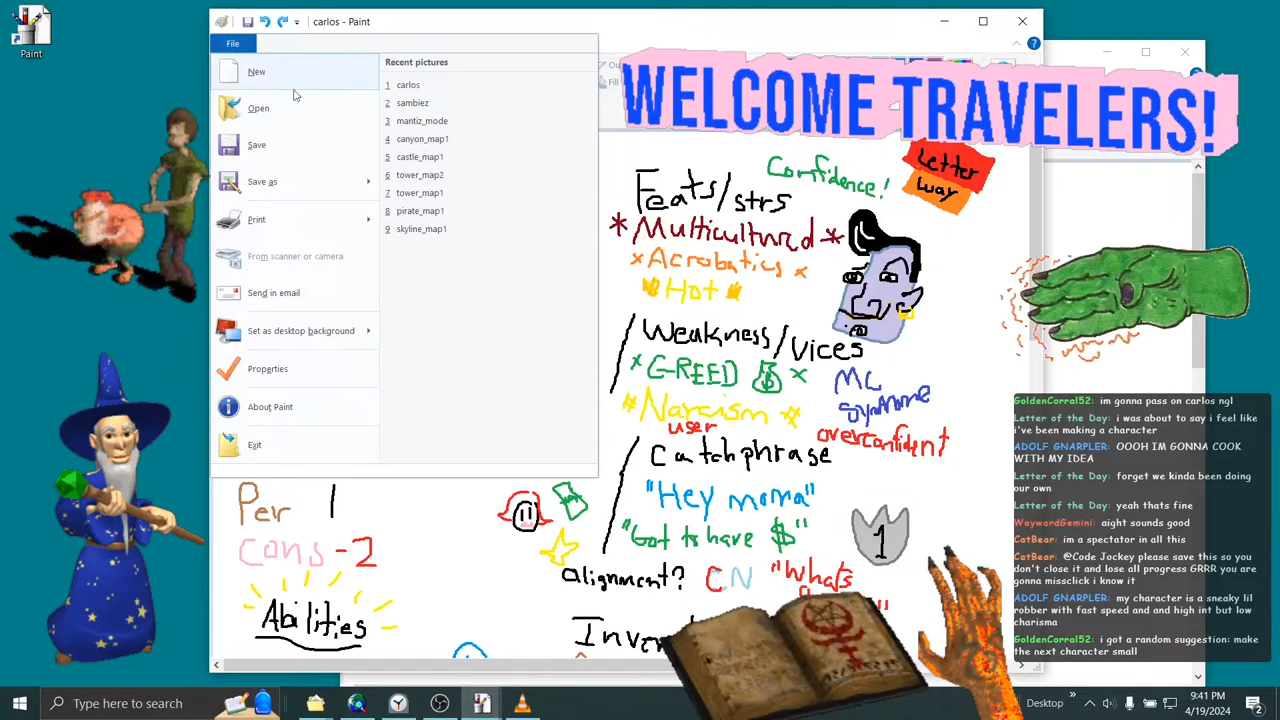 Paint
carlos - Paint
File
New
Open
Save
Save as
Print
From scanner or camera
Send in email
Set as desktop background
Properties
About Paint
Exit
Recent pictures
1 carlos
2 sambiez
3 mantiz_mode
4 canyon_map1
5 castle_map1
6 tower_map2
7 tower_map1
8 pirate_map1
9 skyline_map1
WELCOME TRAVELERS!
Confidence!
Letter
way
Feats/strs
*Multicultured*
×Acrobatics×
Hot
Weakness/Vices
×GREED $ ×
MC
Syndrome
#Narcism#
user
overconfident
Catchphrase
"Hey mama"
"Got to have $"
1
alignment? CN
"Whats
Per 1
cons -2
Abilities
GoldenCorral52: im gonna pass on carlos ngl
Letter of the Day: i was about to say i feel like
i've been making a character
ADOLF GNARPLER: OOOH IM GONNA COOK
WITH MY IDEA
Letter of the Day: forget we kinda been doing
our own
Letter of the Day: yeah thats fine
WaywardGemini: aight sounds good
CatBear: im a spectator in all this
CatBear: @Code Jockey please save this so you
don't close it and lose all progress GRRR you are
gonna missclick i know it
ADOLF GNARPLER: my character is a sneaky lil
robber with fast speed and and high int but low
charisma
GoldenCorral52: i got a random suggestion: make
the next character small
Type here to search
Desktop
9:41 PM
4/19/2024
2